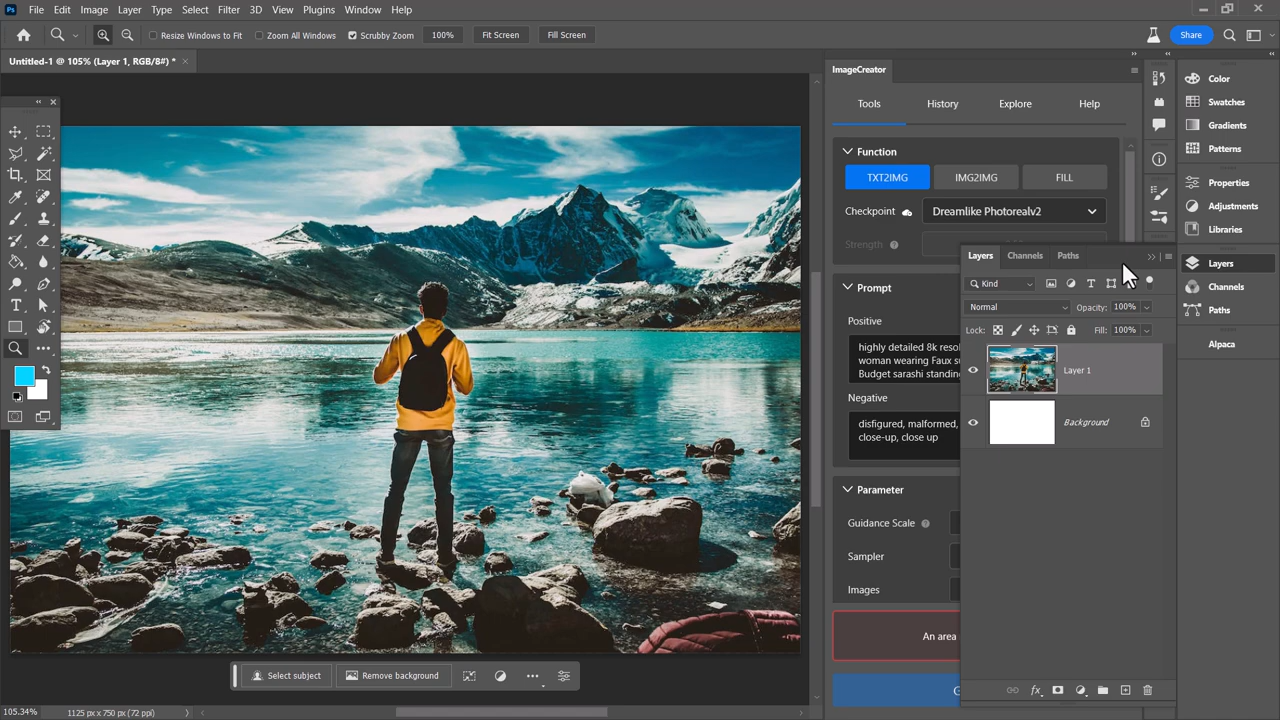 Ps File Edit Image Layer Type Select Filter 3D View Plugins Window Help
Resize Windows to Fit Zoom All Windows Scrubby Zoom 100% Fit Screen Fill Screen Share
Untitled-1 @ 105% (Layer 1, RGB/8#) *
ImageCreator
Tools History Explore Help
Function
TXT2IMG IMG2IMG FILL
Checkpoint Dreamlike Photorealv2
Strength
Prompt
Positive
highly detailed 8k resol
woman wearing Faux s
Budget sarashi standin
Negative
disfigured, malformed,
close-up, close up
Parameter
Guidance Scale
Sampler
Images
An area
G
Layers Channels Paths
Kind
Normal Opacity: 100%
Lock: Fill: 100%
Layer 1
Background
Color
Swatches
Gradients
Patterns
Properties
Adjustments
Libraries
Layers
Channels
Paths
Alpaca
Select subject Remove background
105.34% 1125 px x 750 px (72 ppi)